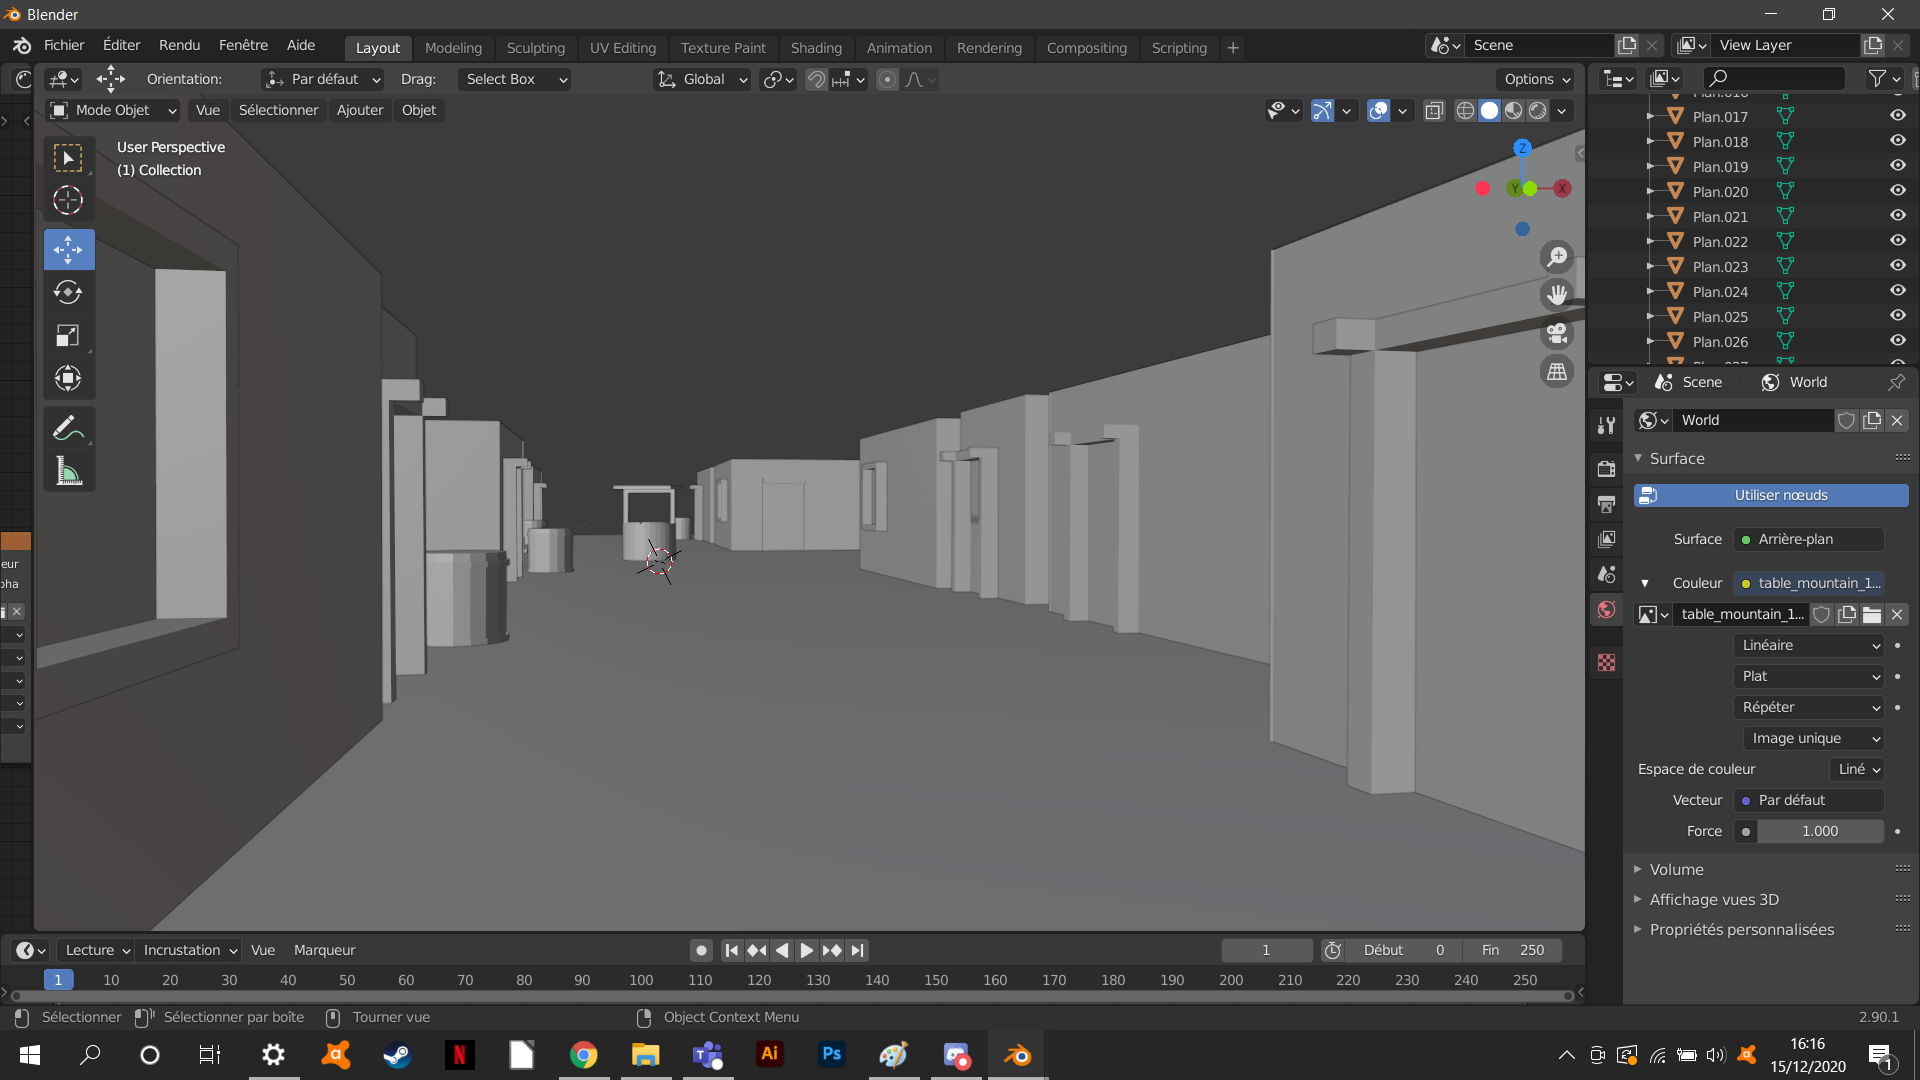 Blender
Fichier Éditer Rendu Fenêtre Aide Layout Modeling Sculpting UV Editing Texture Paint Shading Animation Rendering Compositing Scripting + Scene View Layer
Orientation: Par défaut Drag: Select Box Global Options
Mode Objet Vue Sélectionner Ajouter Objet
User Perspective
(1) Collection
Z
Y X
Plan.017
Plan.018
Plan.019
Plan.020
Plan.021
Plan.022
Plan.023
Plan.024
Plan.025
Plan.026
Scene World
World
Surface
Utiliser nœuds
Surface Arrière-plan
Couleur table_mountain_1...
table_mountain_1...
Linéaire
Plat
Répéter
Image unique
Espace de couleur Liné
Vecteur Par défaut
Force 1.000
Volume
Affichage vues 3D
Propriétés personnalisées
eur
pha
Lecture Incrustation Vue Marqueur 1 Début 0 Fin 250
1 10 20 30 40 50 60 70 80 90 100 110 120 130 140 150 160 170 180 190 200 210 220 230 240 250
Sélectionner Sélectionner par boîte Tourner vue Object Context Menu 2.90.1
N Ai Ps
16:16
15/12/2020
1